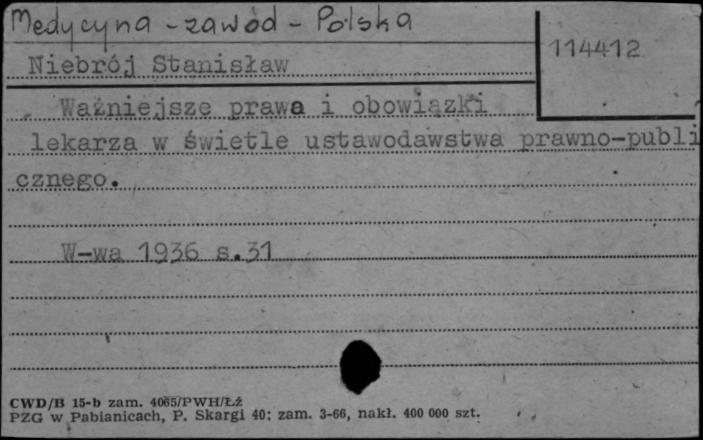 Medycyna - zawód - Polska
114412
Niebrój Stanisław
Ważniejsze prawa i obowiązki
lekarza w świetle ustawodawstwa prawno-publi
cznego.
W-wa 1936 s.31
CWD/B 15-b zam. 4065/PWH/Łź
PZG w Pabianicach, P. Skargi 40: zam. 3-66, nakł. 400 000 szt.